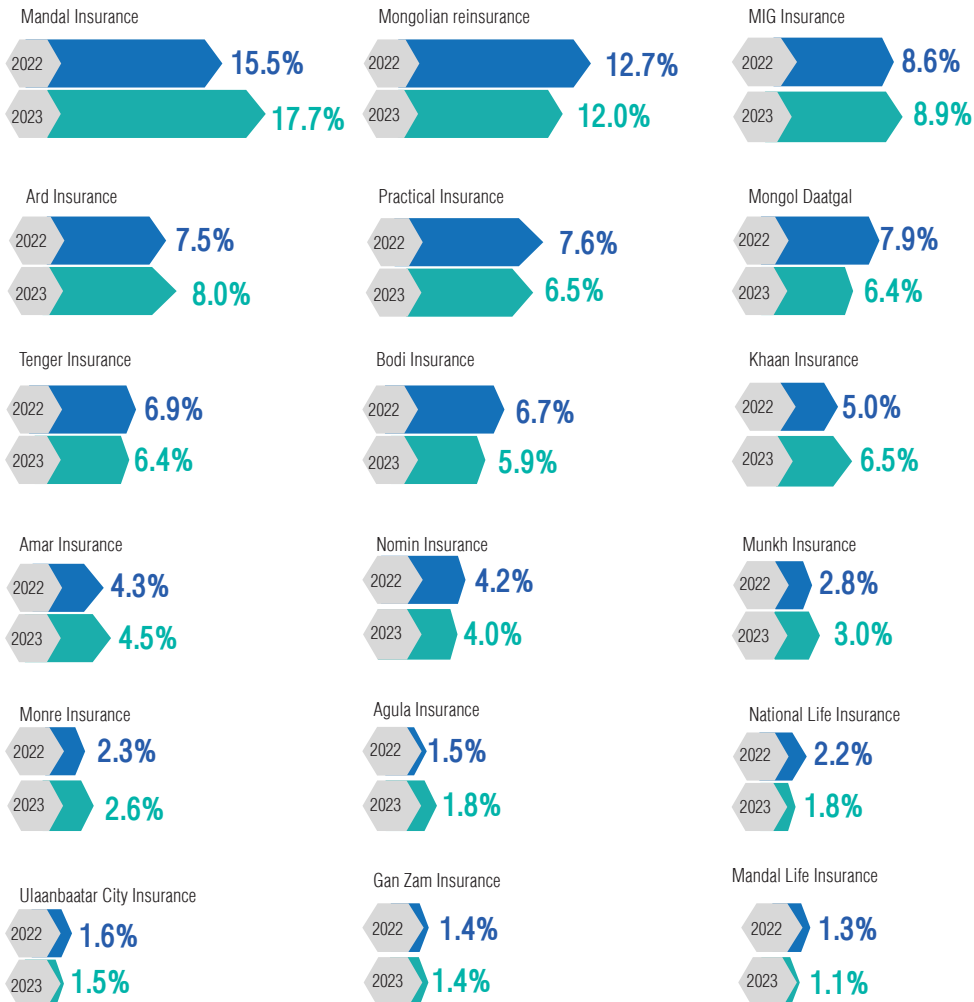 Mandal Insurance
2022 15.5%
2023 17.7%
Mongolian reinsurance
2022 12.7%
2023 12.0%
MIG Insurance
2022 8.6%
2023 8.9%
Ard Insurance
2022 7.5%
2023 8.0%
Practical Insurance
2022 7.6%
2023 6.5%
Mongol Daatgal
2022 7.9%
2023 6.4%
Tenger Insurance
2022 6.9%
2023 6.4%
Bodi Insurance
2022 6.7%
2023 5.9%
Khaan Insurance
2022 5.0%
2023 6.5%
Amar Insurance
2022 4.3%
2023 4.5%
Nomin Insurance
2022 4.2%
2023 4.0%
Munkh Insurance
2022 2.8%
2023 3.0%
Monre Insurance
2022 2.3%
2023 2.6%
Agula Insurance
2022 1.5%
2023 1.8%
National Life Insurance
2022 2.2%
2023 1.8%
Ulaanbaatar City Insurance
2022 1.6%
2023 1.5%
Gan Zam Insurance
2022 1.4%
2023 1.4%
Mandal Life Insurance
2022 1.3%
2023 1.1%